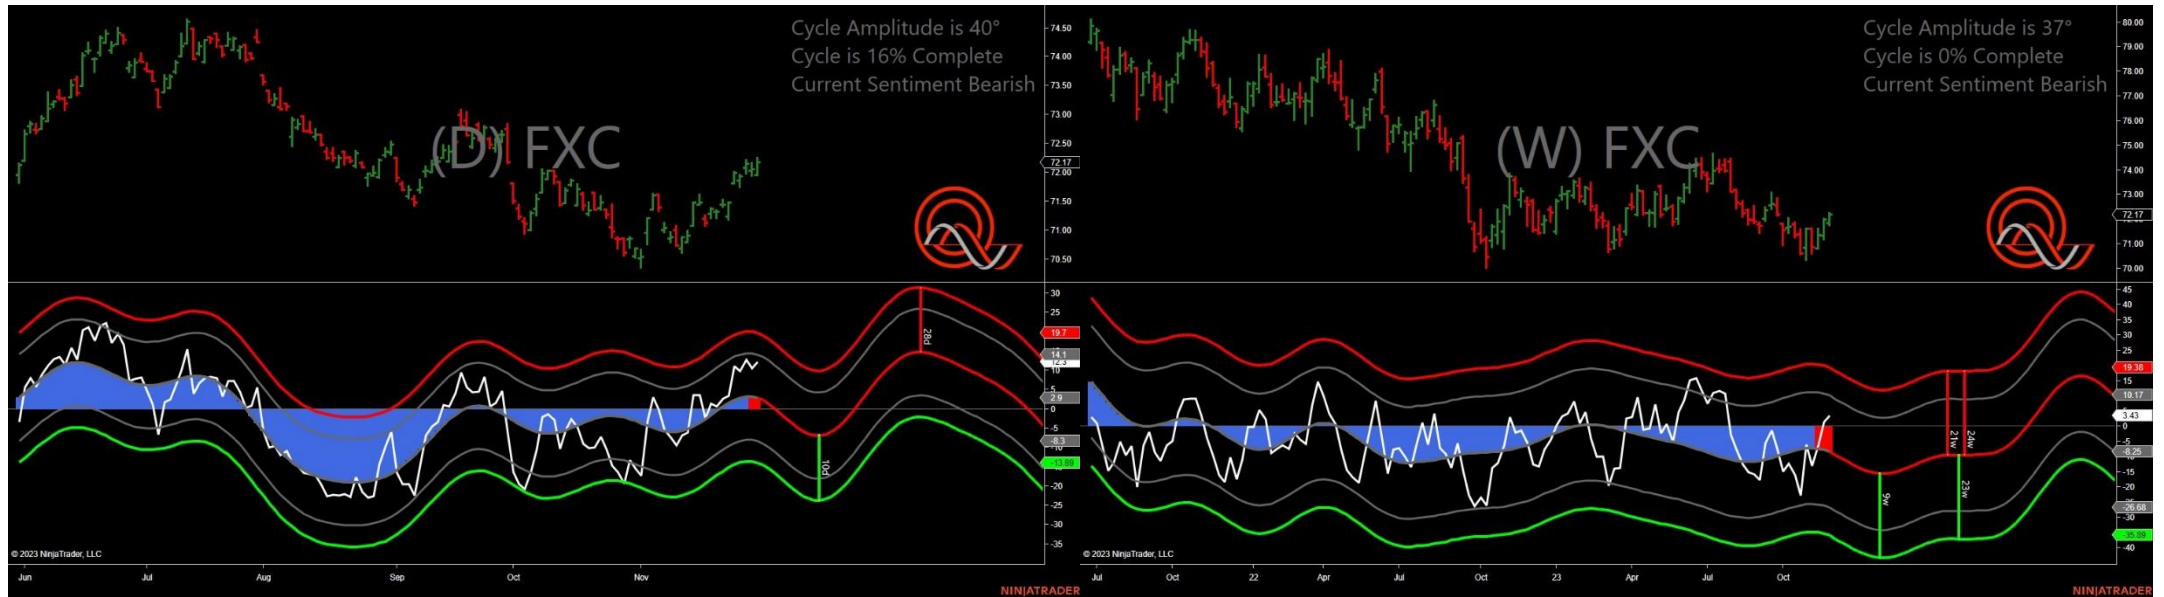 Cycle Amplitude is 40°
Cycle is 16% Complete
Current Sentiment Bearish
(D) FXC
74.50
74.00
73.50
73.00
72.50
72.17
72.00
71.50
71.00
70.50
30
25
19.7
14.1
12.3
10
5
2.9
0
-5
-8.3
-13.89
-20
-25
-30
-35
28d
10d
© 2023 NinjaTrader, LLC
Jun Jul Aug Sep Oct Nov
NINJATRADER
Cycle Amplitude is 37°
Cycle is 0% Complete
Current Sentiment Bearish
(W) FXC
80.00
79.00
78.00
77.00
76.00
75.00
74.00
73.00
72.17
71.00
70.00
45
40
35
30
25
19.38
15
10.17
3.43
0
-5
-8.25
-15
-20
-26.68
-30
-35.89
-40
9w
21w
24w
23w
© 2023 NinjaTrader, LLC
Jul Oct 22 Apr Jul Oct 23 Apr Jul Oct
NINJATRADER